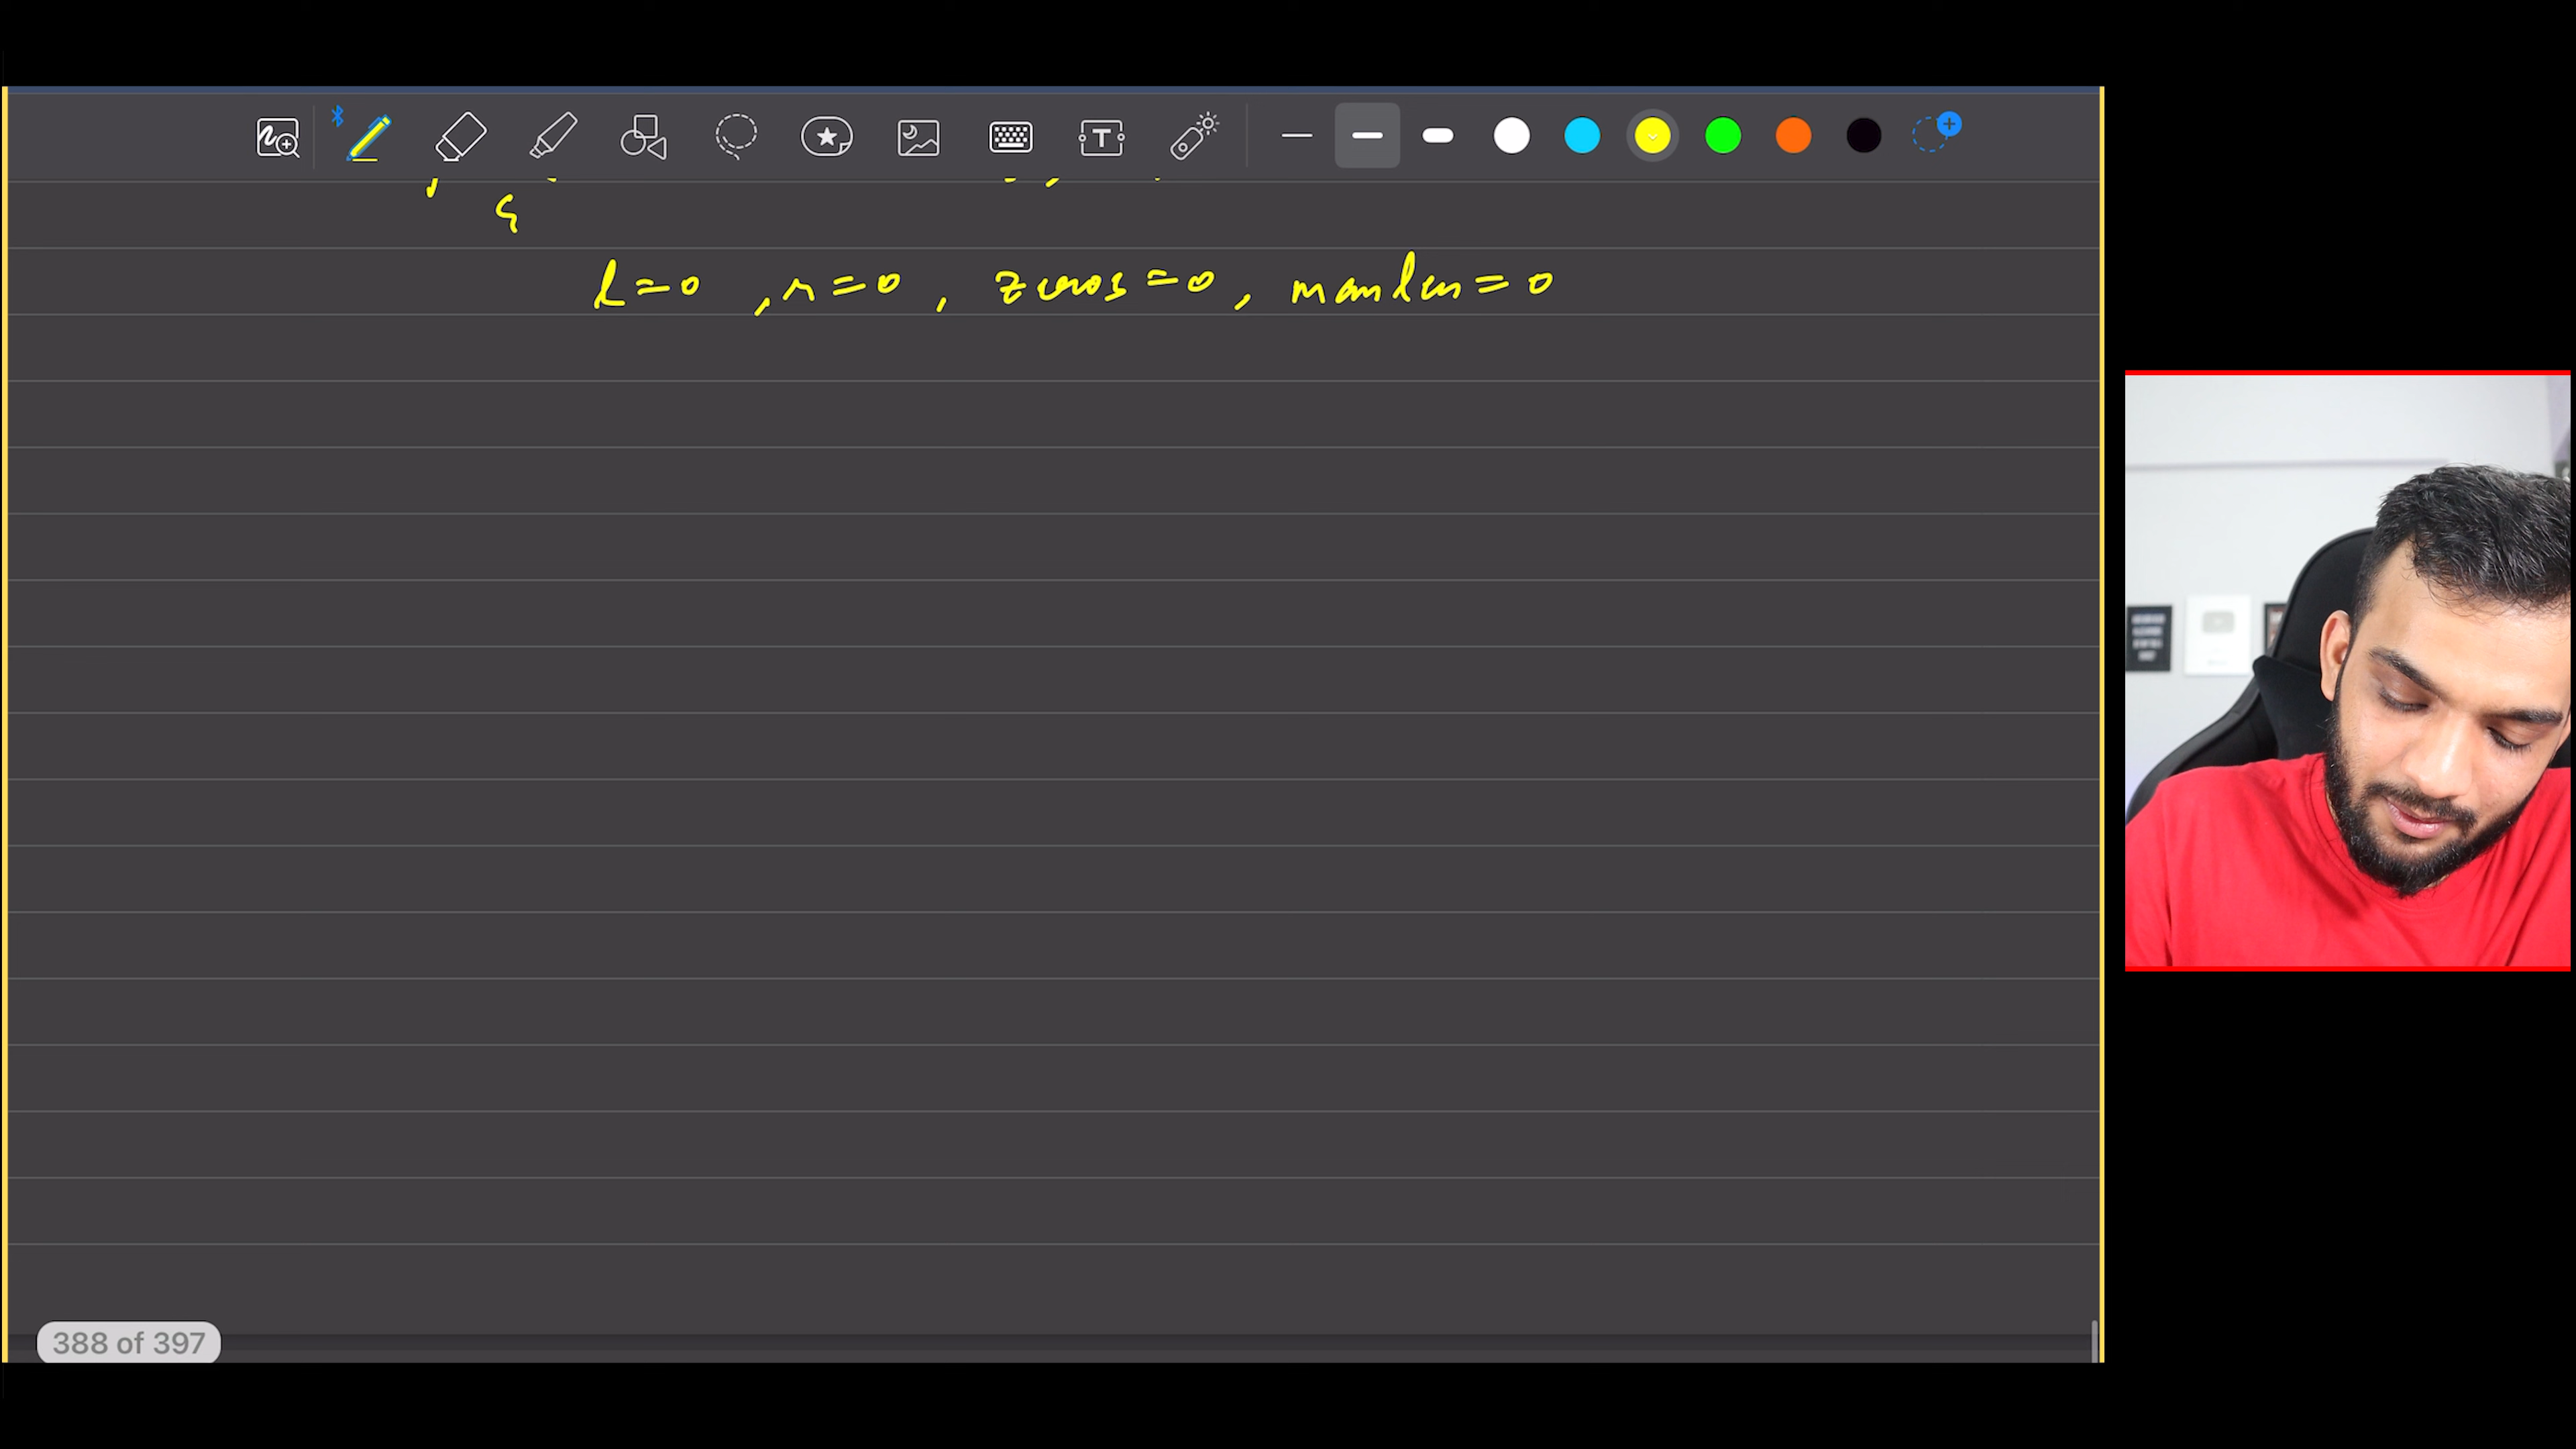 T
{
l=0 , r=0 , zeros=0, maxlen=0
388 of 397